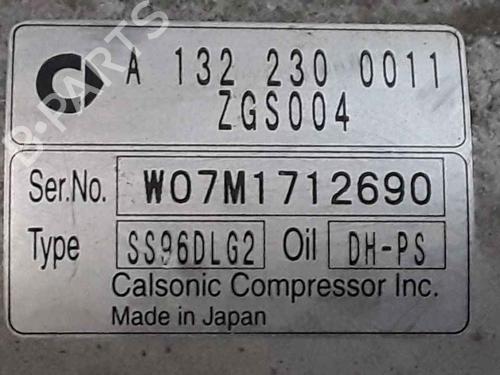 A 132 230 0011
ZGS004
Ser.No. W07M1712690
Type SS96DLG2 Oil DH-PS
Calsonic Compressor Inc.
Made in Japan
B-PARTS